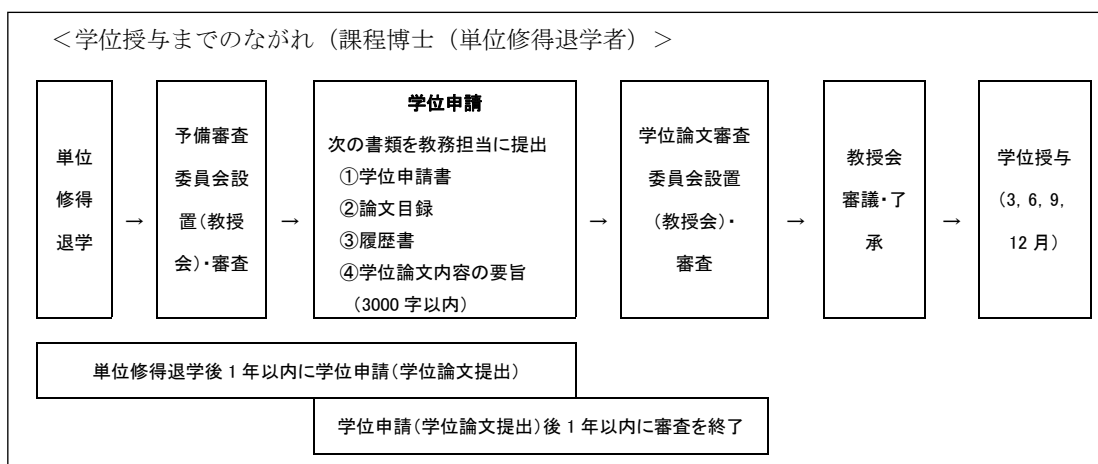 ＜学位授与までのながれ（課程博士（単位修得退学者）＞
単位
修得
退学
→
予備審査
委員会設
置(教授
会)・審査
→
学位申請
次の書類を教務担当に提出
①学位申請書
②論文目録
③履歴書
④学位論文内容の要旨
（3000 字以内）
→
学位論文審査
委員会設置
(教授会)・
審査
→
教授会
審議・了
承
→
学位授与
(3, 6, 9,
12 月)
単位修得退学後 1 年以内に学位申請(学位論文提出)
学位申請(学位論文提出)後 1 年以内に審査を終了